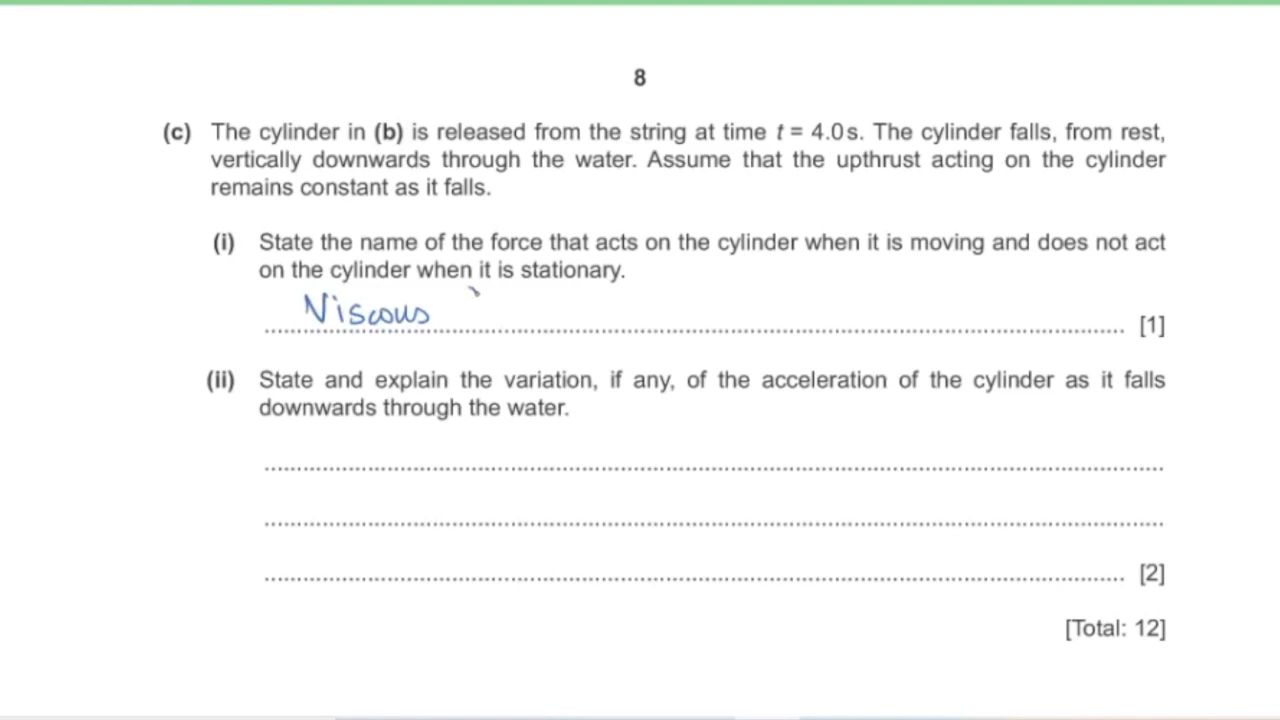 8
(c) The cylinder in (b) is released from the string at time t = 4.0s. The cylinder falls, from rest,
vertically downwards through the water. Assume that the upthrust acting on the cylinder
remains constant as it falls.
(i) State the name of the force that acts on the cylinder when it is moving and does not act
on the cylinder when it is stationary.
Viscous
.......... [1]
(ii) State and explain the variation, if any, of the acceleration of the cylinder as it falls
downwards through the water.
..........
..........
.......... [2]
[Total: 12]